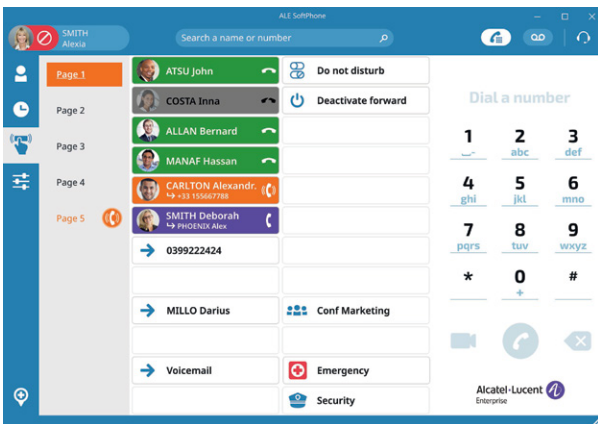 ALE SoftPhone
SMITH
Alexia
Search a name or number
Page 1
Page 2
Page 3
Page 4
Page 5
ATSU John
COSTA Inna
ALLAN Bernard
MANAF Hassan
CARLTON Alexandr.
+33 155667788
SMITH Deborah
PHOENIX Alex
0399222424
MILLO Darius
Voicemail
Do not disturb
Deactivate forward
Conf Marketing
Emergency
Security
Dial a number
1 2 3
abc def
4 5 6
ghi jkl mno
7 8 9
pqrs tuv wxyz
* 0 #
+
Alcatel-Lucent
Enterprise